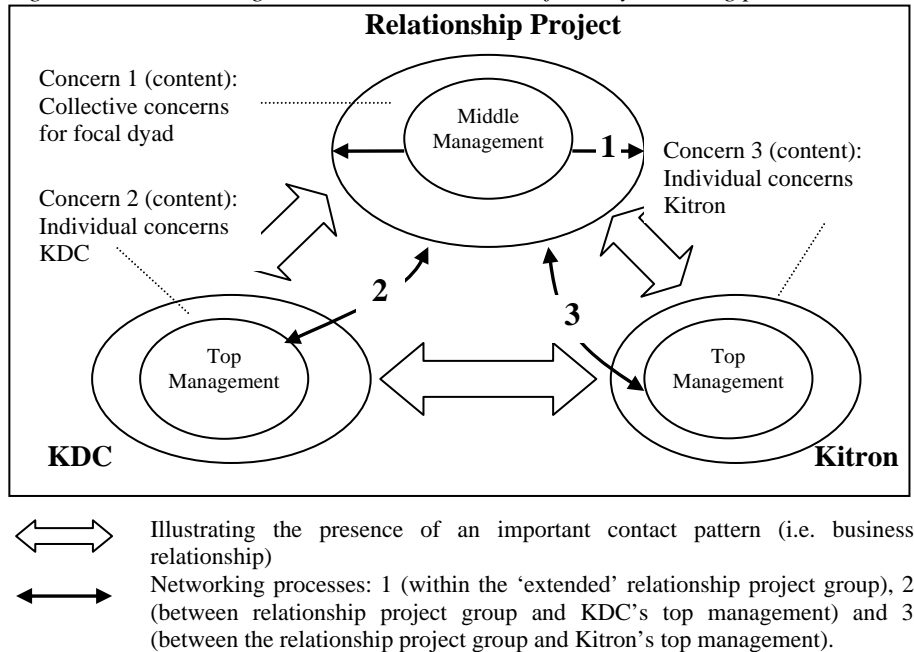 Relationship Project
Concern 1 (content):
Collective concerns
for focal dyad
Middle
Management
1
Concern 3 (content):
Individual concerns
Kitron
Concern 2 (content):
Individual concerns
KDC
2
3
Top
Management
Top
Management
KDC
Kitron
Illustrating the presence of an important contact pattern (i.e. business
relationship)
Networking processes: 1 (within the ‘extended’ relationship project group), 2
(between relationship project group and KDC’s top management) and 3
(between the relationship project group and Kitron’s top management).